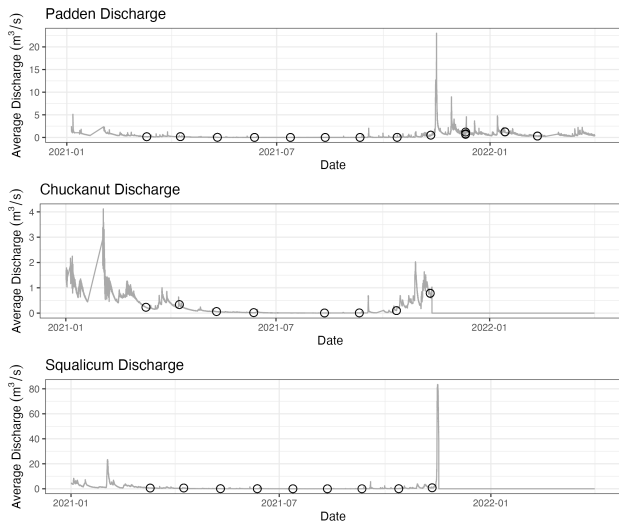 Padden Discharge
Average Discharge (m³/s)
20
15
10
5
0
2021-01
2021-07
2022-01
Date
Chuckanut Discharge
Average Discharge (m³/s)
4
3
2
1
0
2021-01
2021-07
2022-01
Date
Squalicum Discharge
Average Discharge (m³/s)
80
60
40
20
0
2021-01
2021-07
2022-01
Date